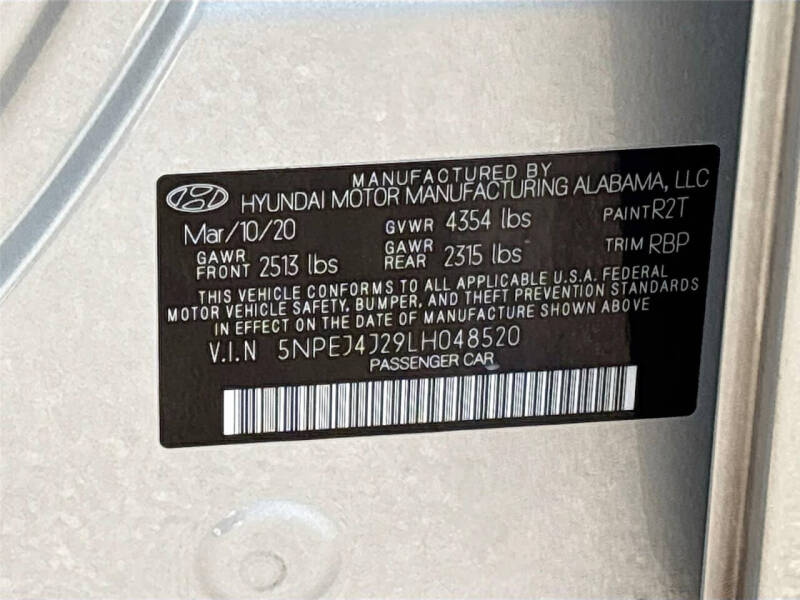 MANUFACTURED BY
HYUNDAI MOTOR MANUFACTURING ALABAMA, LLC
Mar/10/20 GVWR 4354 lbs PAINT R2T
GAWR FRONT 2513 lbs GAWR REAR 2315 lbs TRIM RBP
THIS VEHICLE CONFORMS TO ALL APPLICABLE U.S.A. FEDERAL
MOTOR VEHICLE SAFETY, BUMPER, AND THEFT PREVENTION STANDARDS
IN EFFECT ON THE DATE OF MANUFACTURE SHOWN ABOVE
V.I.N 5NPEJ4J29LH048520
PASSENGER CAR